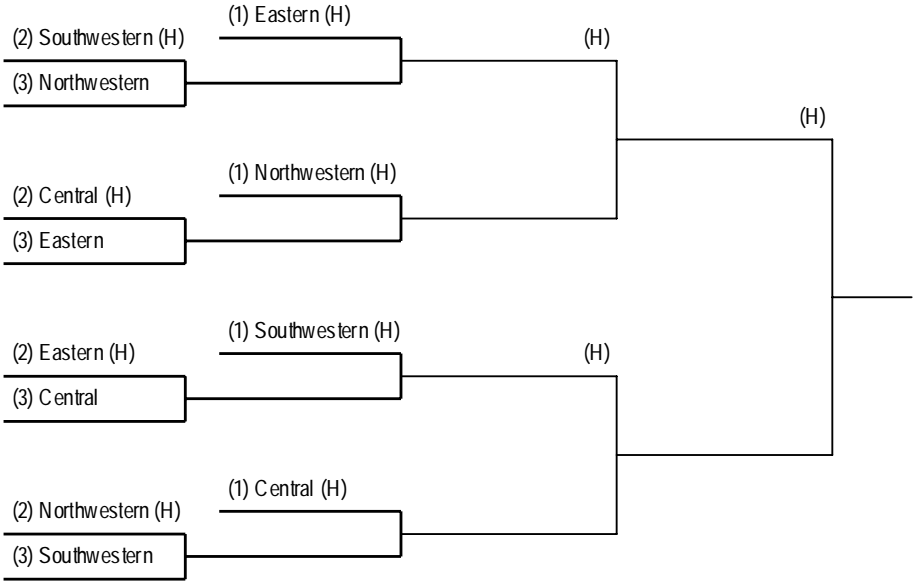 (1) Eastern (H)
(2) Southwestern (H)
(H)
(3) Northwestern
(H)
(1) Northwestern (H)
(2) Central (H)
(3) Eastern
(1) Southwestern (H)
(2) Eastern (H)
(H)
(3) Central
(1) Central (H)
(2) Northwestern (H)
(3) Southwestern